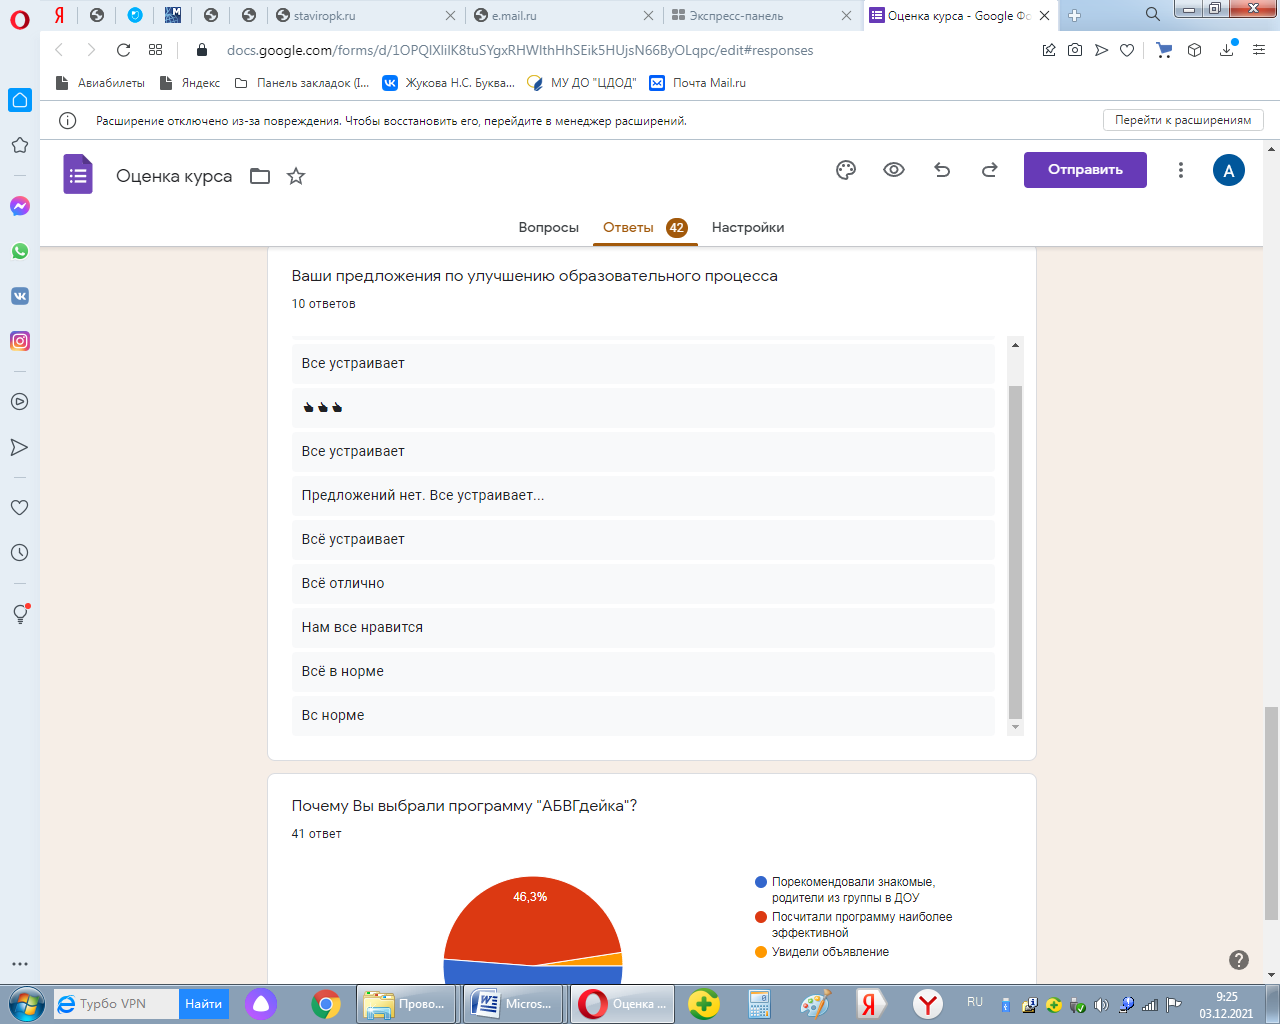 staviropk.ru
e.mail.ru
Экспресс-панель
Оценка курса - Google Фо
docs.google.com/forms/d/1OPQIXIiIK8tuSYgxRHWIthHhSEik5HUjsN66ByOLqpc/edit#responses
Авиабилеты
Яндекс
Панель закладок (I...
Жукова Н.С. Буква...
МУ ДО "ЦДОД"
Почта Mail.ru
Расширение отключено из-за повреждения. Чтобы восстановить его, перейдите в менеджер расширений.
Перейти к расширениям
Оценка курса
Отправить
А
Вопросы
Ответы 42
Настройки
Ваши предложения по улучшению образовательного процесса
10 ответов
Все устраивает
Все устраивает
Предложений нет. Все устраивает...
Всё устраивает
Всё отлично
Нам все нравится
Всё в норме
Вс норме
Почему Вы выбрали программу "АБВГдейка"?
41 ответ
46,3%
Порекомендовали знакомые,
родители из группы в ДОУ
Посчитали программу наиболее
эффективной
Увидели объявление
Турбо VPN
Найти
Прово...
Micros...
Оценка ...
RU
9:25
03.12.2021